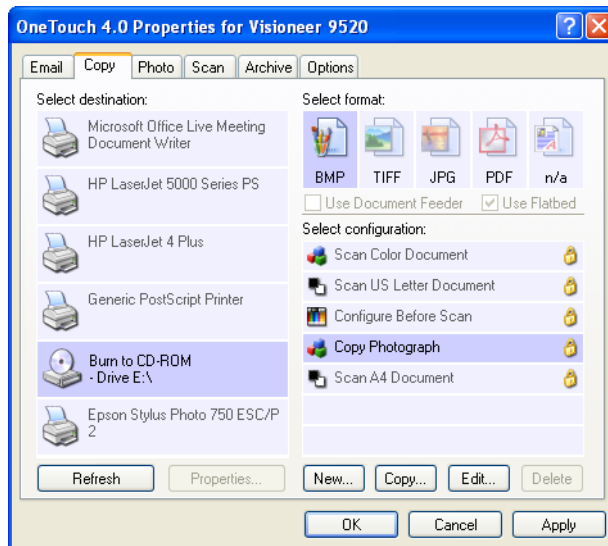 OneTouch 4.0 Properties for Visioneer 9520
Email
Copy
Photo
Scan
Archive
Options
Select destination:
Microsoft Office Live Meeting
Document Writer
HP LaserJet 5000 Series PS
HP LaserJet 4 Plus
Generic PostScript Printer
Burn to CD-ROM
- Drive E:\
Epson Stylus Photo 750 ESC/P
2
Refresh
Properties...
Select format:
BMP
TIFF
JPG
PDF
n/a
Use Document Feeder
Use Flatbed
Select configuration:
Scan Color Document
Scan US Letter Document
Configure Before Scan
Copy Photograph
Scan A4 Document
New...
Copy...
Edit...
Delete
OK
Cancel
Apply